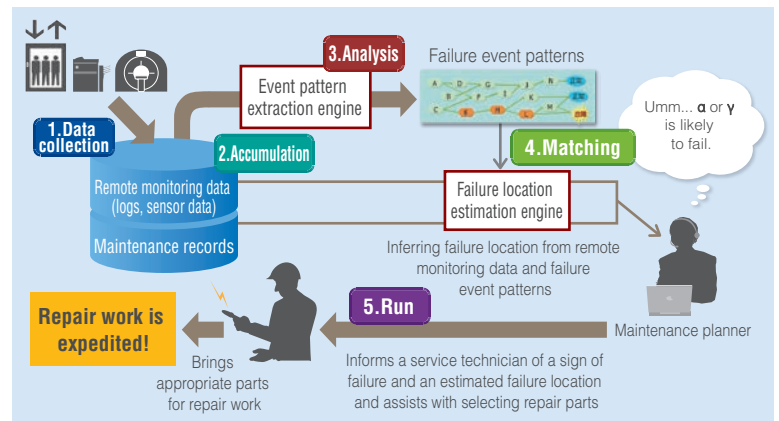 3.Analysis
Failure event patterns
Event pattern
extraction engine
A
D
G
J
N
B
F
I
K
C
H
L
M
Umm... α or γ
is likely
to fail.
1.Data
collection
2.Accumulation
4.Matching
Remote monitoring data
(logs, sensor data)
Maintenance records
Failure location
estimation engine
Inferring failure location from remote
monitoring data and failure
event patterns
Maintenance planner
5.Run
Repair work is
expedited!
Brings
appropriate parts
for repair work
Informs a service technician of a sign of
failure and an estimated failure location
and assists with selecting repair parts